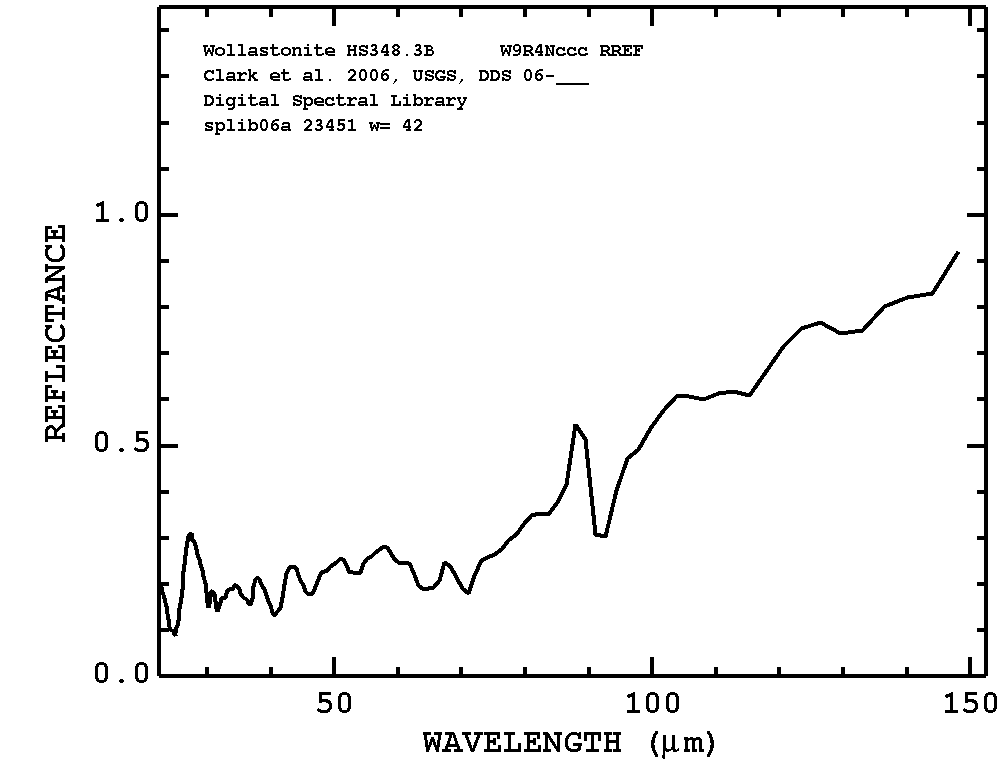 Wollastonite HS348.3B W9R4Nccc RREF
Clark et al. 2006, USGS, DDS 06-___
Digital Spectral Library
splib06a 23451 w= 42
REFLECTANCE
1.0
0.5
0.0
50 100 150
WAVELENGTH (μm)